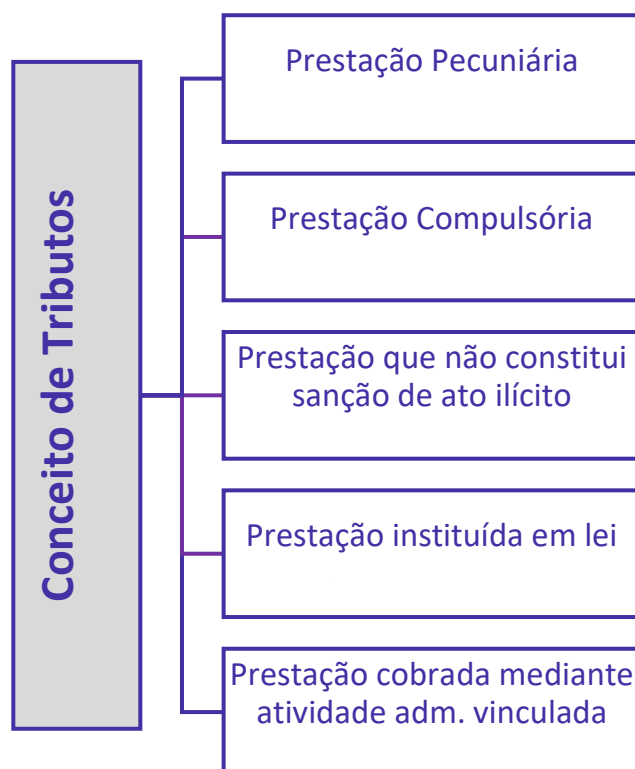 Conceito de Tributos
Prestação Pecuniária
Prestação Compulsória
Prestação que não constitui
sanção de ato ilícito
Prestação instituída em lei
Prestação cobrada mediante
atividade adm. vinculada